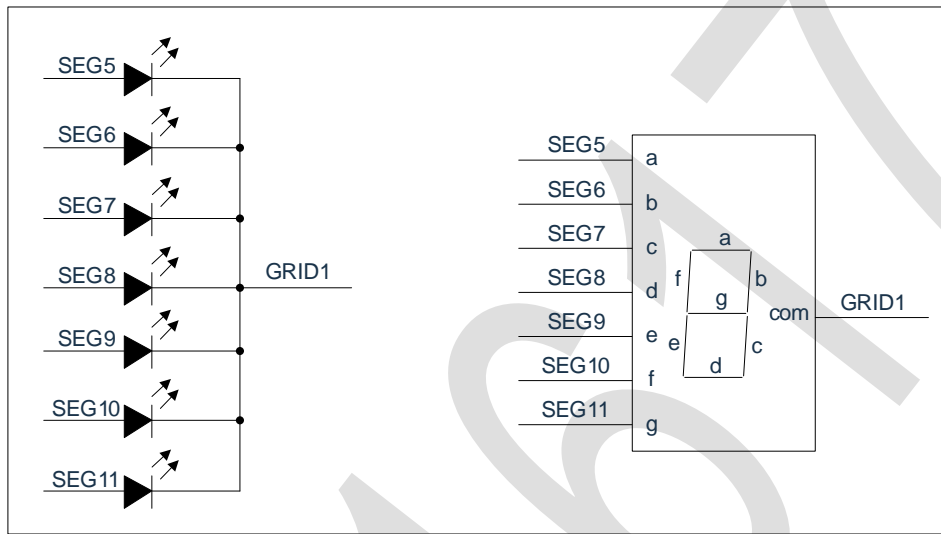 SEG5
SEG6
SEG7
SEG8
SEG9
SEG10
SEG11
GRID1
SEG5
SEG6
SEG7
SEG8
SEG9
SEG10
SEG11
a
b
c
d
e
f
g
a
f
b
g
e
c
d
com
GRID1